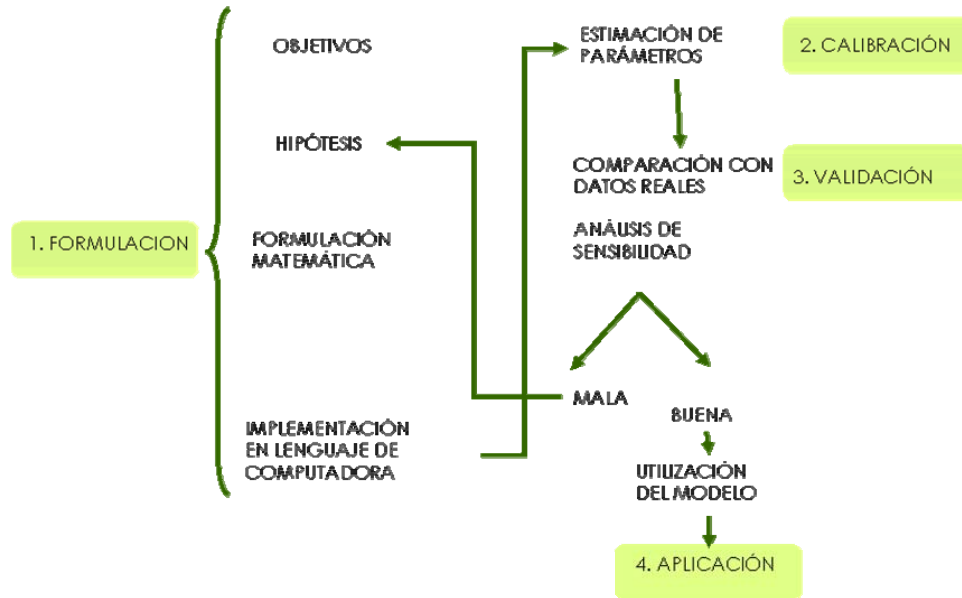 1. FORMULACION
OBJETIVOS
HIPÓTESIS
FORMULACIÓN
MATEMÁTICA
IMPLEMENTACIÓN
EN LENGUAJE DE
COMPUTADORA
ESTIMACIÓN DE
PARÁMETROS
2. CALIBRACIÓN
COMPARACIÓN CON
DATOS REALES
3. VALIDACIÓN
ANÁLISIS DE
SENSIBILIDAD
MALA
BUENA
UTILIZACIÓN
DEL MODELO
4. APLICACIÓN